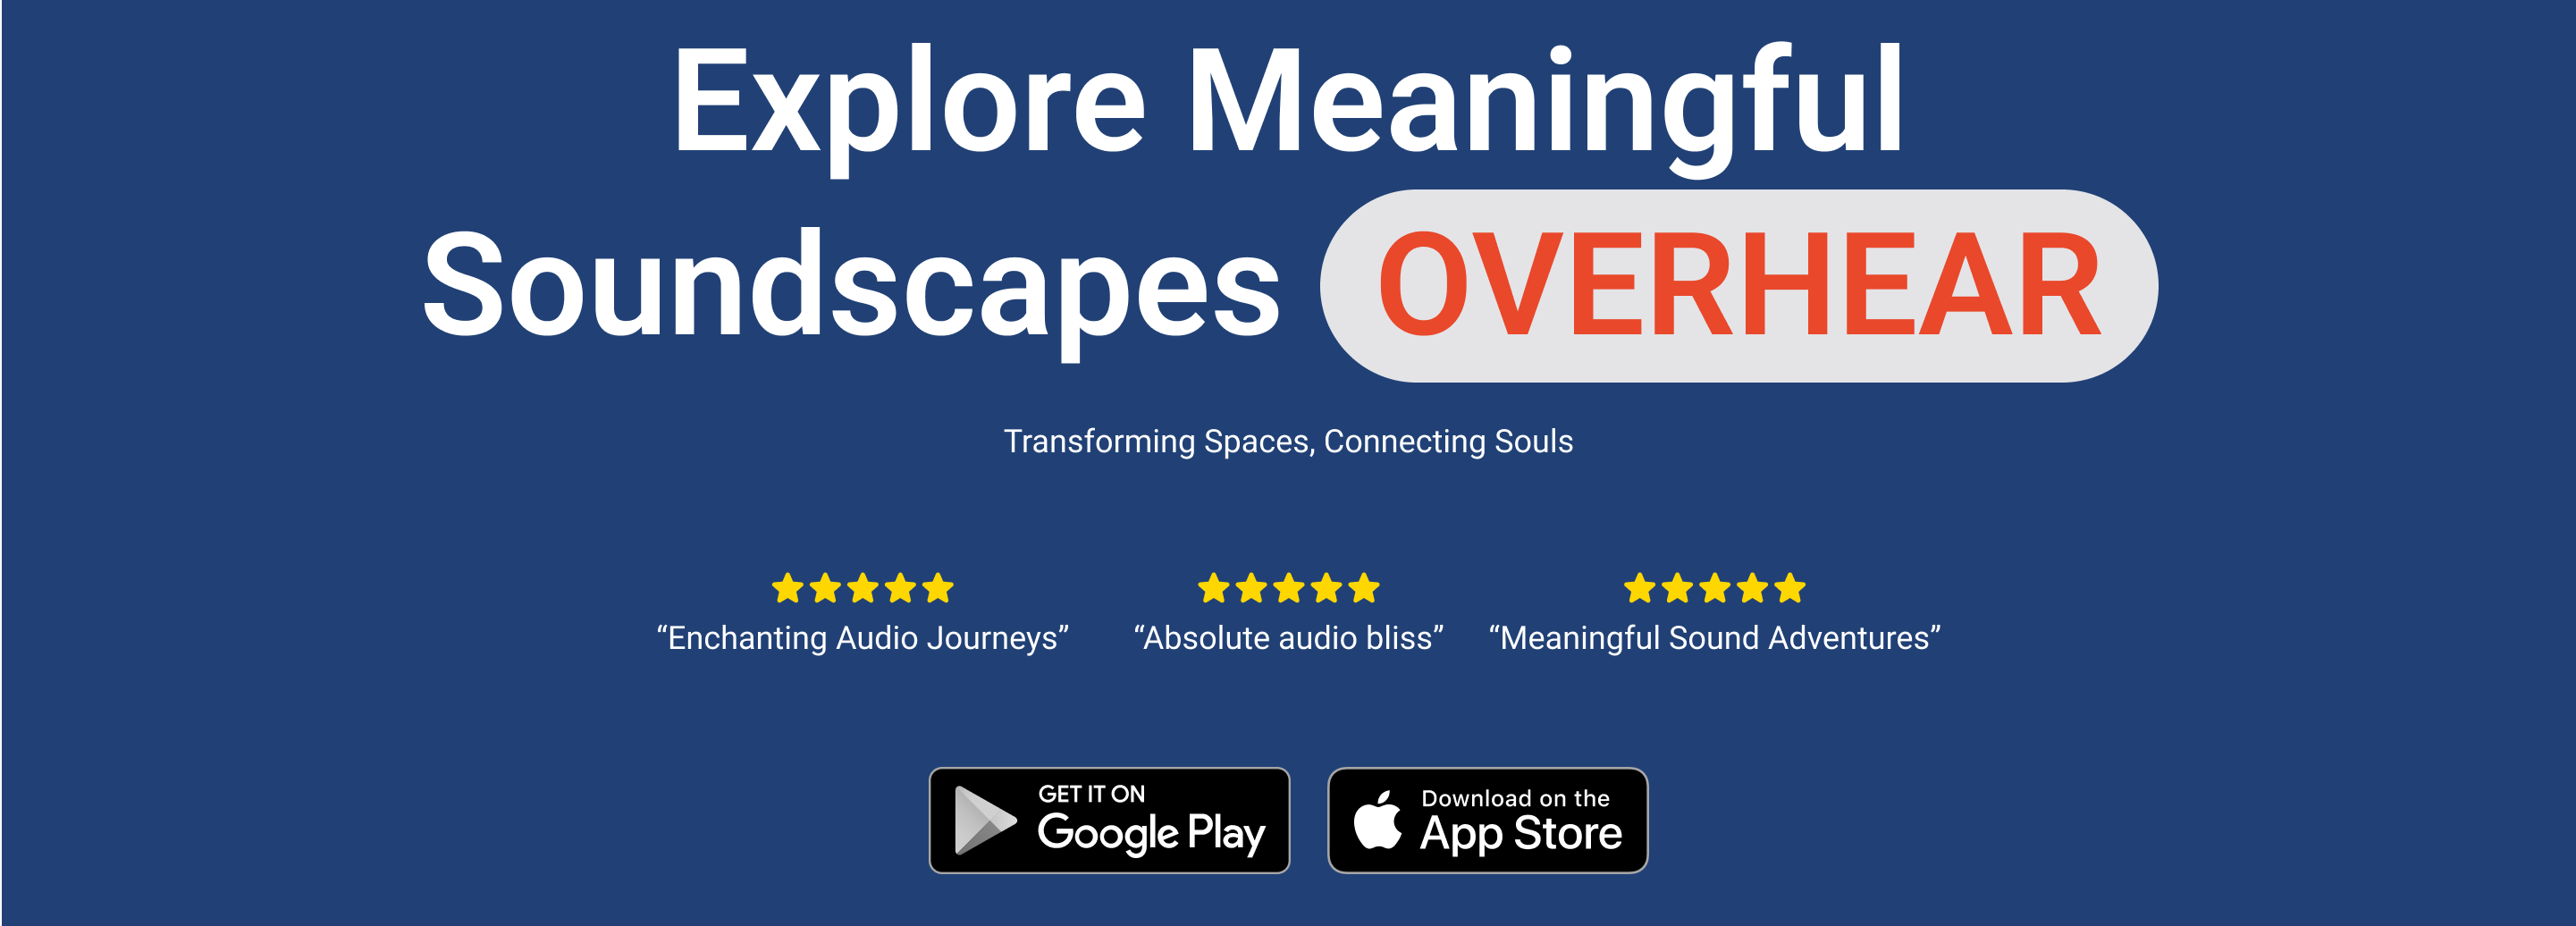 Explore Meaningful
Soundscapes OVERHEAR
Transforming Spaces, Connecting Souls
“Enchanting Audio Journeys” “Absolute audio bliss” “Meaningful Sound Adventures”
GET IT ON
Google Play
Download on the
App Store